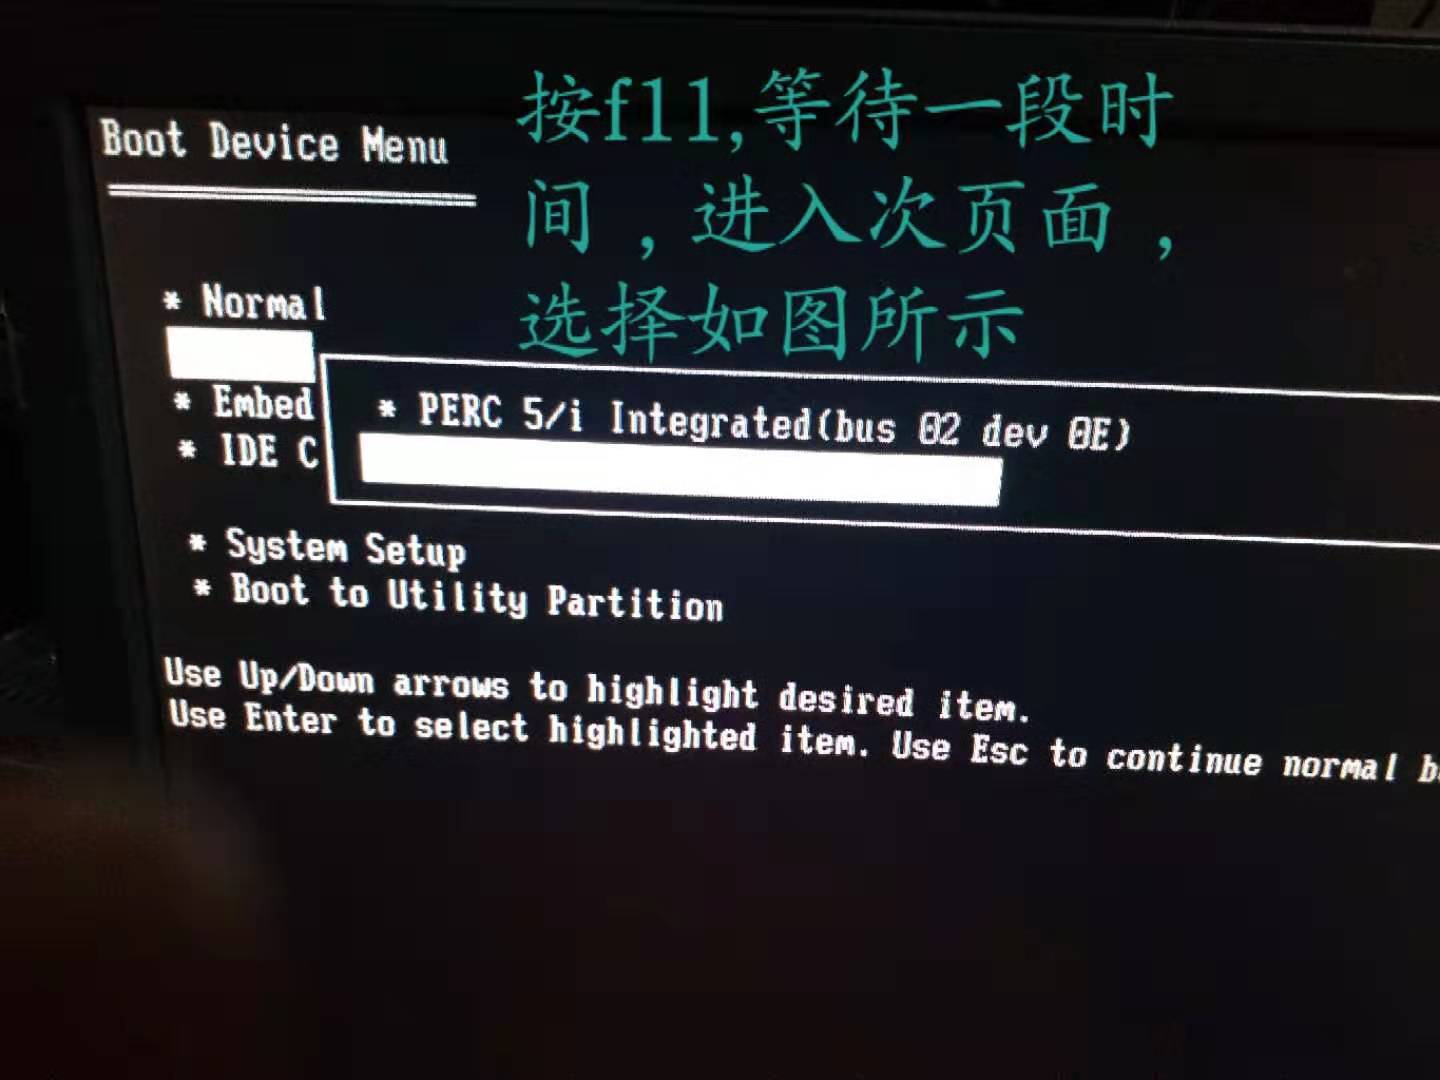 Boot Device Menu
按f11,等待一段时
间，进入次页面，
选择如图所示
* Normal
* Embed
* IDE C
* PERC 5/i Integrated(bus 02 dev 0E)
* System Setup
* Boot to Utility Partition
Use Up/Down arrows to highlight desired item.
Use Enter to select highlighted item. Use Esc to continue normal b